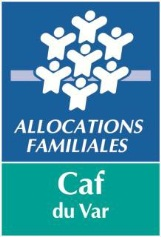 ALLOCATIONS
FAMILIALES
Caf
du Var